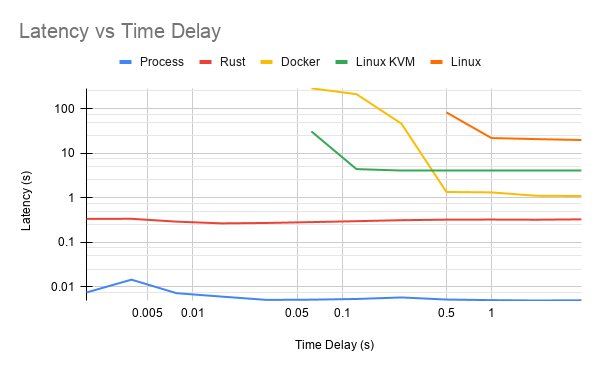 Latency vs Time Delay
Process Rust Docker Linux KVM Linux
Latency (s)
100
10
1
0.1
0.01
0.005 0.01 0.05 0.1 0.5 1
Time Delay (s)